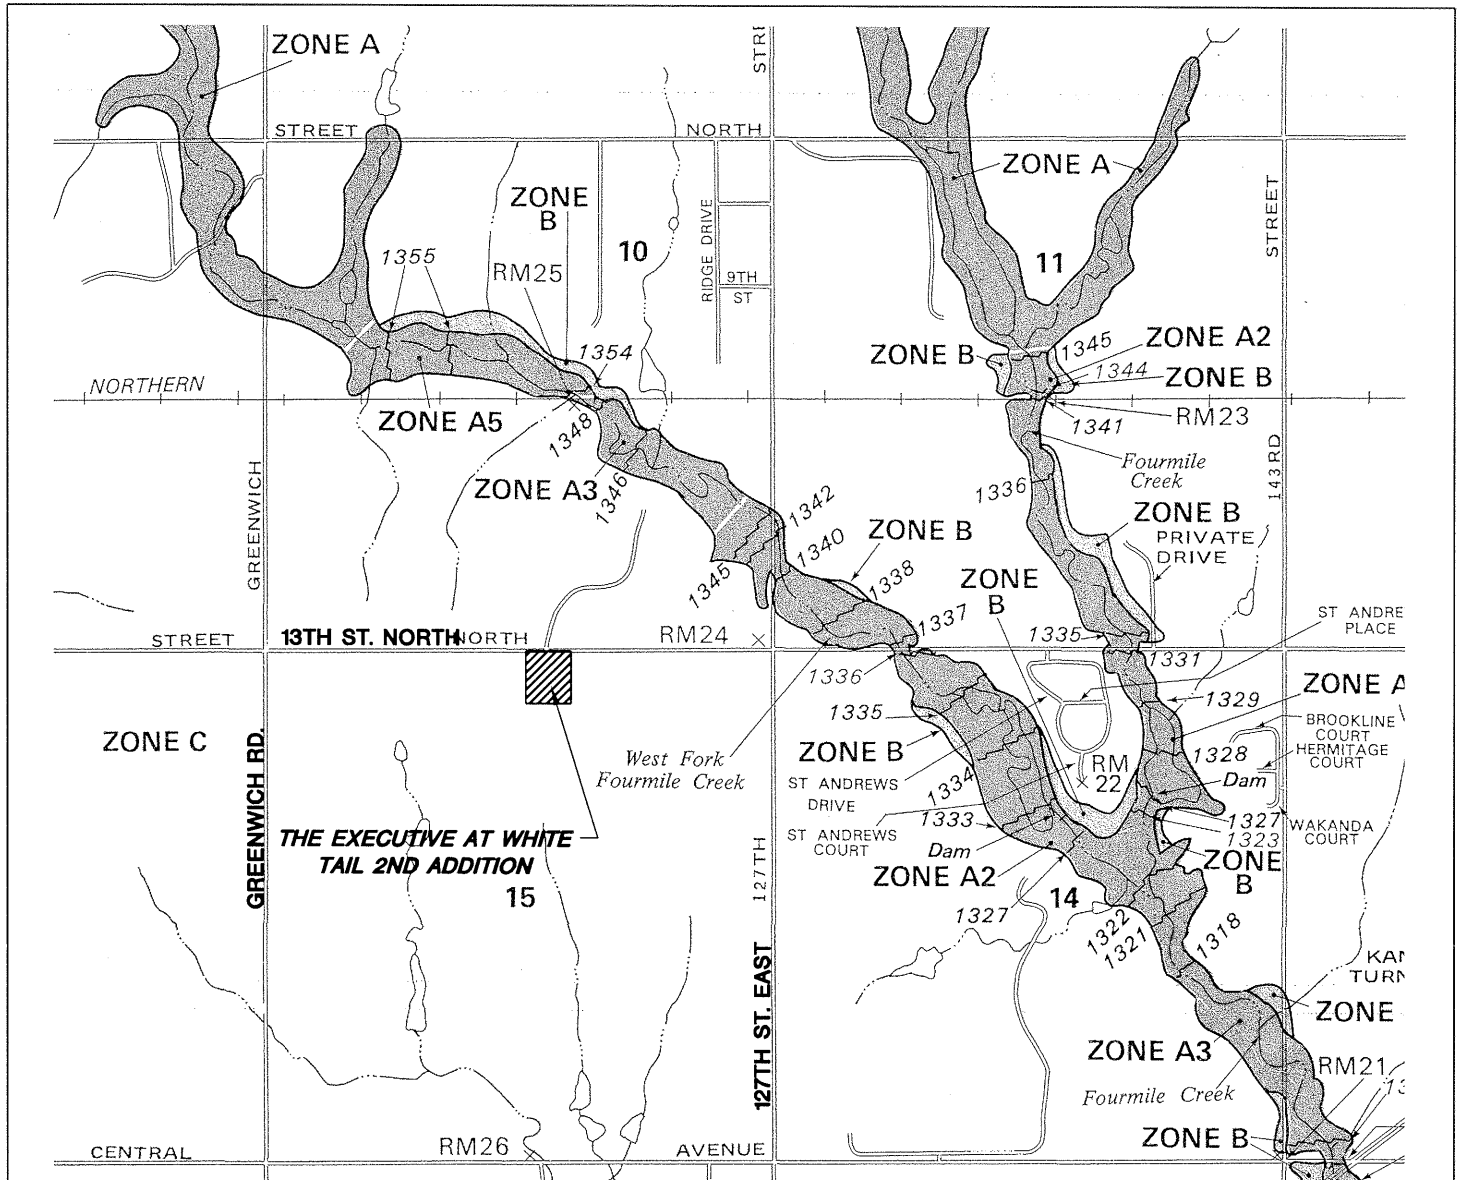 ZONE A
STREET
NORTH
ZONE A
ZONE
B
10
RIDGE DRIVE
9TH
ST
11
STREET
1355
RM25
1354
ZONE B
1345
ZONE A2
1344
ZONE B
NORTHERN
ZONE A5
1348
RM23
1341
Fourmile
Creek
GREENWICH
ZONE A3
1346
1336
143RD
1342
ZONE B
ZONE B
PRIVATE
DRIVE
1340
1345
1338
ZONE
B
1337
1335
ST ANDRE
PLACE
STREET
13TH ST. NORTH
NORTH
RM24
1336
1331
1335
1329
ZONE A
BROOKLINE
COURT
HERMITAGE
COURT
ZONE C
GREENWICH RD.
West Fork
Fourmile Creek
ZONE B
ST ANDREWS
DRIVE
1334
RM
22
1328
Dam
THE EXECUTIVE AT WHITE
TAIL 2ND ADDITION
127TH
1333
ST ANDREWS
COURT
Dam
1327
1323
WAKANDA
COURT
ZONE A2
ZONE
B
15
1327
14
1322
1321
1318
127TH ST. EAST
KAN
TURN
ZONE
ZONE A3
RM21
Fourmile Creek
ZONE B
CENTRAL
RM26
AVENUE